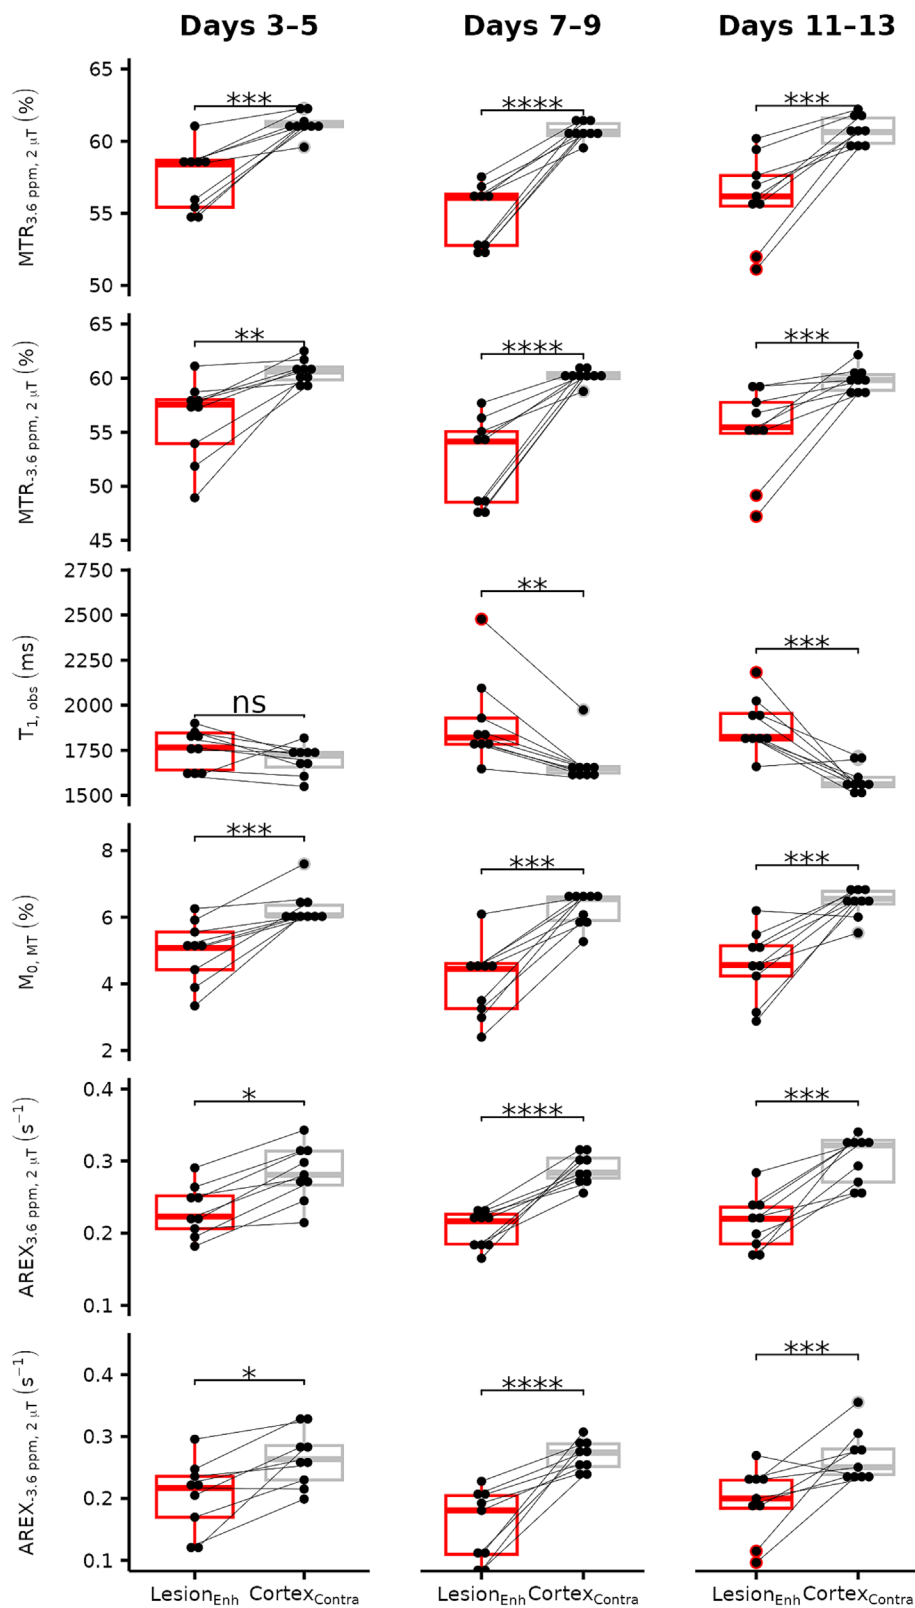 Days 3–5 Days 7–9 Days 11–13
MTR3.6 ppm, 2 μT (%)
65
60
55
50
*** **** ***
MTR-3.6 ppm, 2 μT (%)
65
60
55
50
45
** **** ***
T1, obs (ms)
2750
2500
2250
2000
1750
1500
ns ** ***
M0, MT (%)
8
6
4
2
*** *** ***
AREX3.6 ppm, 2 μT (s−1)
0.4
0.3
0.2
0.1
* **** ***
AREX-3.6 ppm, 2 μT (s−1)
0.4
0.3
0.2
0.1
* **** ***
LesionEnh CortexContra LesionEnh CortexContra LesionEnh CortexContra